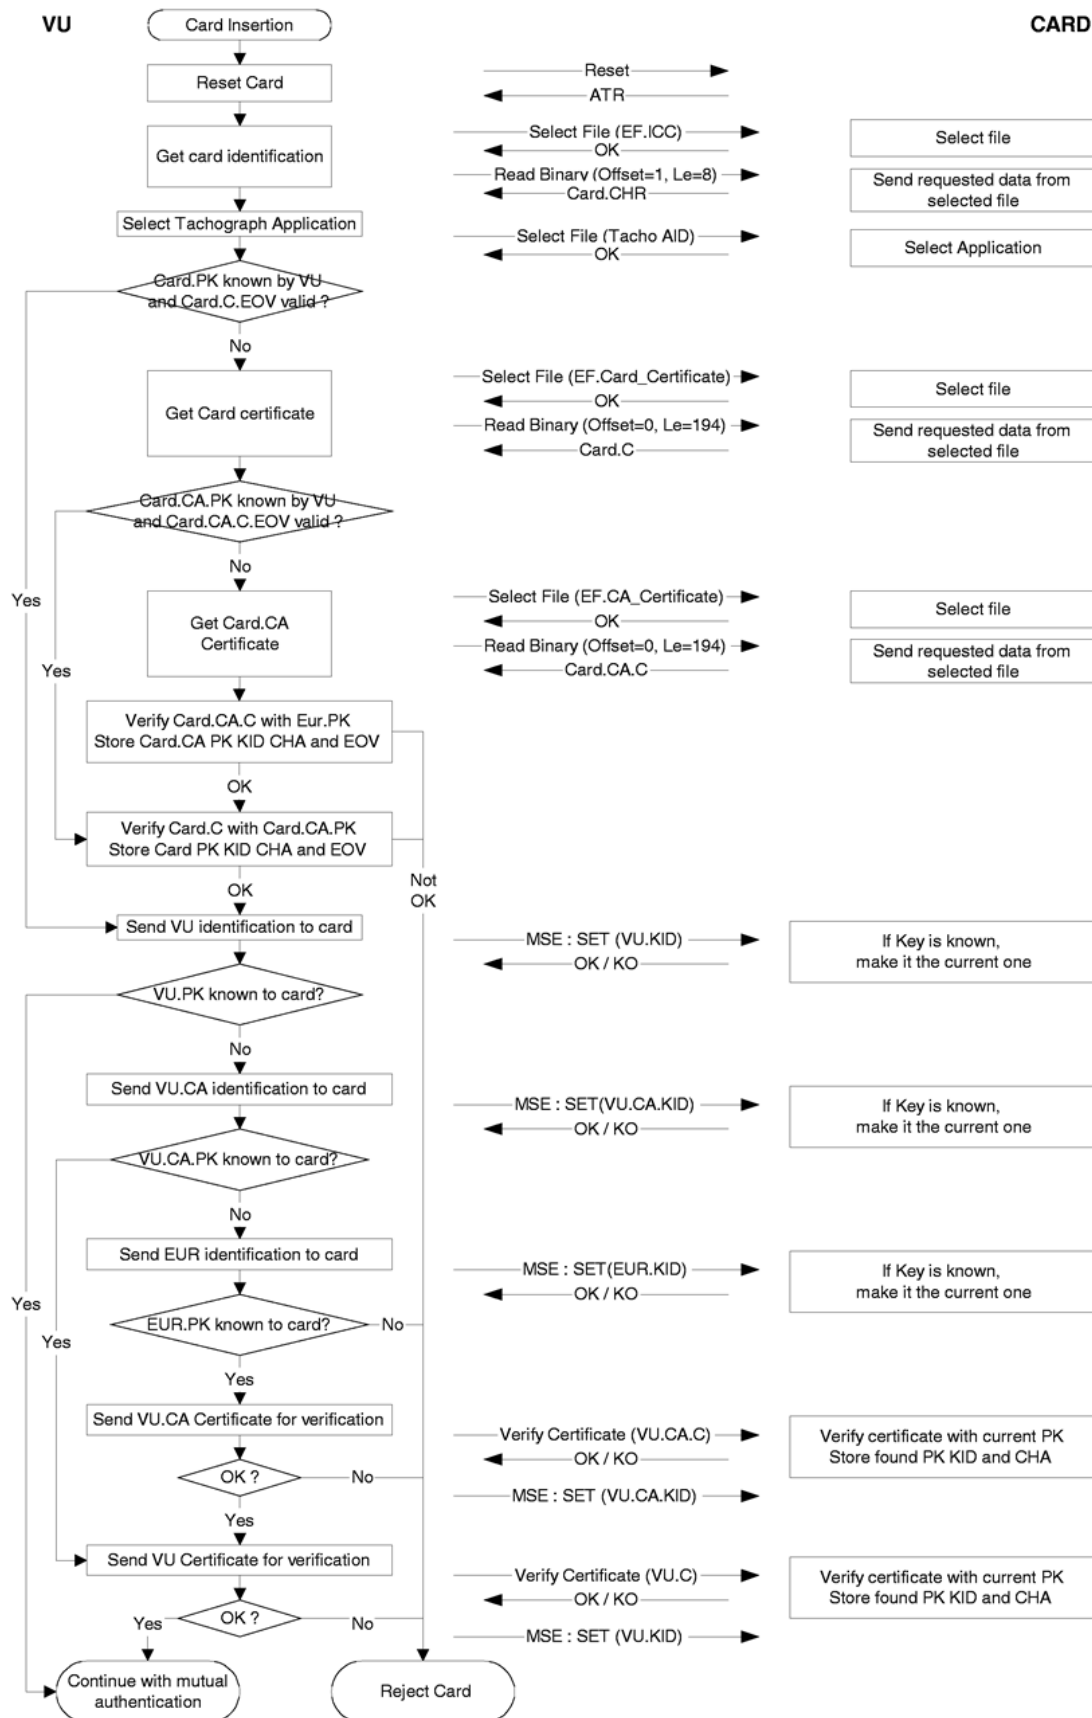 VU
Card Insertion
CARD
Reset Card
Reset
ATR
Get card identification
Select File (EF.ICC)
OK
Select file
Read Binary (Offset=1, Le=8)
Card.CHR
Send requested data from
selected file
Select Tachograph Application
Select File (Tacho AID)
OK
Select Application
Card.PK known by VU
and Card.C.EOV valid ?
No
Get Card certificate
Select File (EF.Card_Certificate)
OK
Select file
Read Binary (Offset=0, Le=194)
Card.C
Send requested data from
selected file
Card.CA.PK known by VU
and Card.CA.C.EOV valid ?
No
Yes
Get Card.CA
Certificate
Select File (EF.CA_Certificate)
OK
Select file
Read Binary (Offset=0, Le=194)
Card.CA.C
Send requested data from
selected file
Yes
Verify Card.CA.C with Eur.PK
Store Card.CA PK KID CHA and EOV
OK
Verify Card.C with Card.CA.PK
Store Card PK KID CHA and EOV
Not
OK
OK
Send VU identification to card
MSE : SET (VU.KID)
OK / KO
If Key is known,
make it the current one
VU.PK known to card?
No
Send VU.CA identification to card
MSE : SET(VU.CA.KID)
OK / KO
If Key is known,
make it the current one
VU.CA.PK known to card?
No
Send EUR identification to card
MSE : SET(EUR.KID)
OK / KO
If Key is known,
make it the current one
Yes
EUR.PK known to card?
No
Yes
Yes
Send VU.CA Certificate for verification
Verify Certificate (VU.CA.C)
OK / KO
Verify certificate with current PK
Store found PK KID and CHA
OK ?
No
MSE : SET (VU.CA.KID)
Yes
Send VU Certificate for verification
Verify Certificate (VU.C)
OK / KO
Verify certificate with current PK
Store found PK KID and CHA
OK ?
Yes
No
MSE : SET (VU.KID)
Continue with mutual
authentication
Reject Card